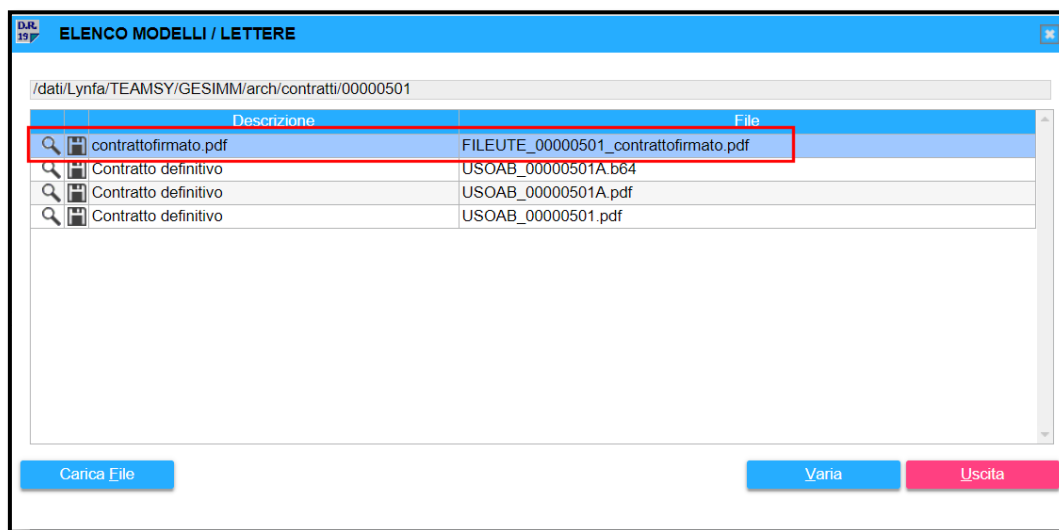 D.R.
19
ELENCO MODELLI / LETTERE
/dati/Lynfa/TEAMSY/GESIMM/arch/contratti/00000501
Descrizione File
contrattofirmato.pdf FILEUTE_00000501_contrattofirmato.pdf
Contratto definitivo USOAB_00000501A.b64
Contratto definitivo USOAB_00000501A.pdf
Contratto definitivo USOAB_00000501.pdf
Carica File Varia Uscita